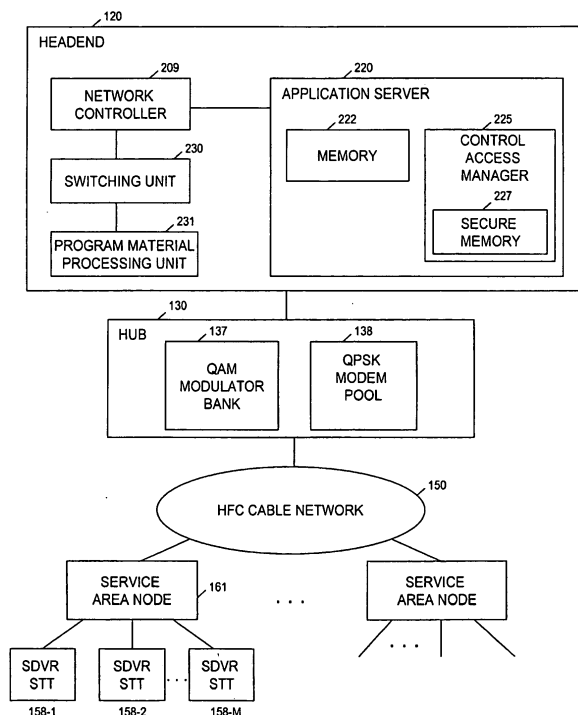 120
HEADEND
209
NETWORK
CONTROLLER
230
SWITCHING UNIT
231
PROGRAM MATERIAL
PROCESSING UNIT
220
APPLICATION SERVER
222
MEMORY
225
CONTROL
ACCESS
MANAGER
227
SECURE
MEMORY
130
HUB
137
QAM
MODULATOR
BANK
138
QPSK
MODEM
POOL
150
HFC CABLE NETWORK
SERVICE
AREA NODE
161
. . .
SERVICE
AREA NODE
. . .
SDVR
STT
158-1
SDVR
STT
158-2
. . .
SDVR
STT
158-M